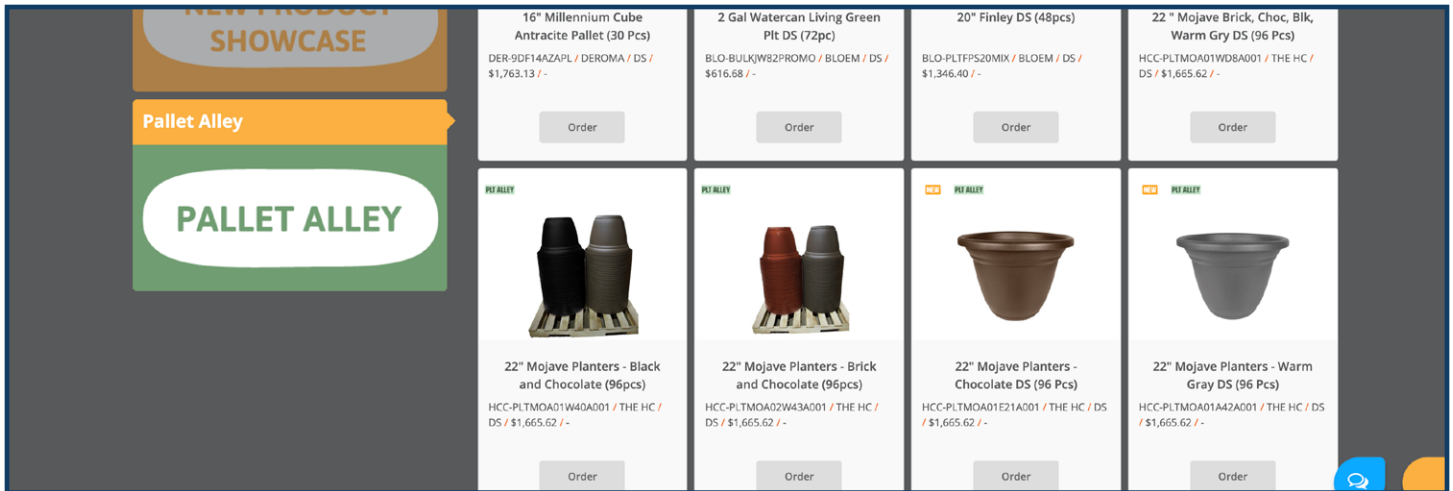 NEW PRODUCT
SHOWCASE
Pallet Alley
PALLET ALLEY
16" Millennium Cube
Antracite Pallet (30 Pcs)
DER-9DF14AZAPL / DEROMA / DS /
$1,763.13 / -
Order
2 Gal Watercan Living Green
Plt DS (72pc)
BLO-BULKJW82PROMO / BLOEM / DS /
$616.68 / -
Order
20" Finley DS (48pcs)
BLO-PLTFPS20MIX / BLOEM / DS /
$1,346.40 / -
Order
22 " Mojave Brick, Choc, Blk,
Warm Gry DS (96 Pcs)
HCC-PLTMOA01WD8A001 / THE HC /
DS / $1,665.62 / -
Order
PLT ALLEY
22" Mojave Planters - Black
and Chocolate (96pcs)
HCC-PLTMOA01W40A001 / THE HC /
DS / $1,665.62 / -
Order
PLT ALLEY
22" Mojave Planters - Brick
and Chocolate (96pcs)
HCC-PLTMOA02W43A001 / THE HC /
DS / $1,665.62 / -
Order
NEW PLT ALLEY
22" Mojave Planters -
Chocolate DS (96 Pcs)
HCC-PLTMOA01E21A001 / THE HC / DS
/ $1,665.62 / -
Order
NEW PLT ALLEY
22" Mojave Planters - Warm
Gray DS (96 Pcs)
HCC-PLTMOA01A42A001 / THE HC / DS
/ $1,665.62 / -
Order